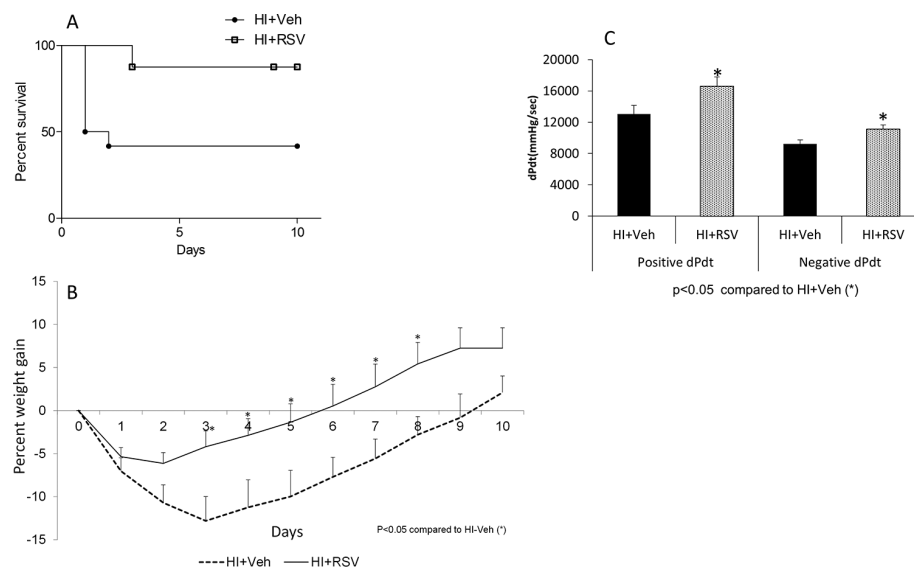 A
HI+Veh
HI+RSV
Percent survival
100
50
0
0 5 10
Days
B
Percent weight gain
15
10
5
0
-5
-10
-15
0 1 2 3 4 5 6 7 8 9 10
* * * * * *
Days
P<0.05 compared to HI-Veh (*)
HI+Veh HI+RSV
C
dPdt(mmHg/sec)
20000
16000
12000
8000
4000
0
* *
HI+Veh HI+RSV HI+Veh HI+RSV
Positive dPdt Negative dPdt
p<0.05 compared to HI+Veh (*)